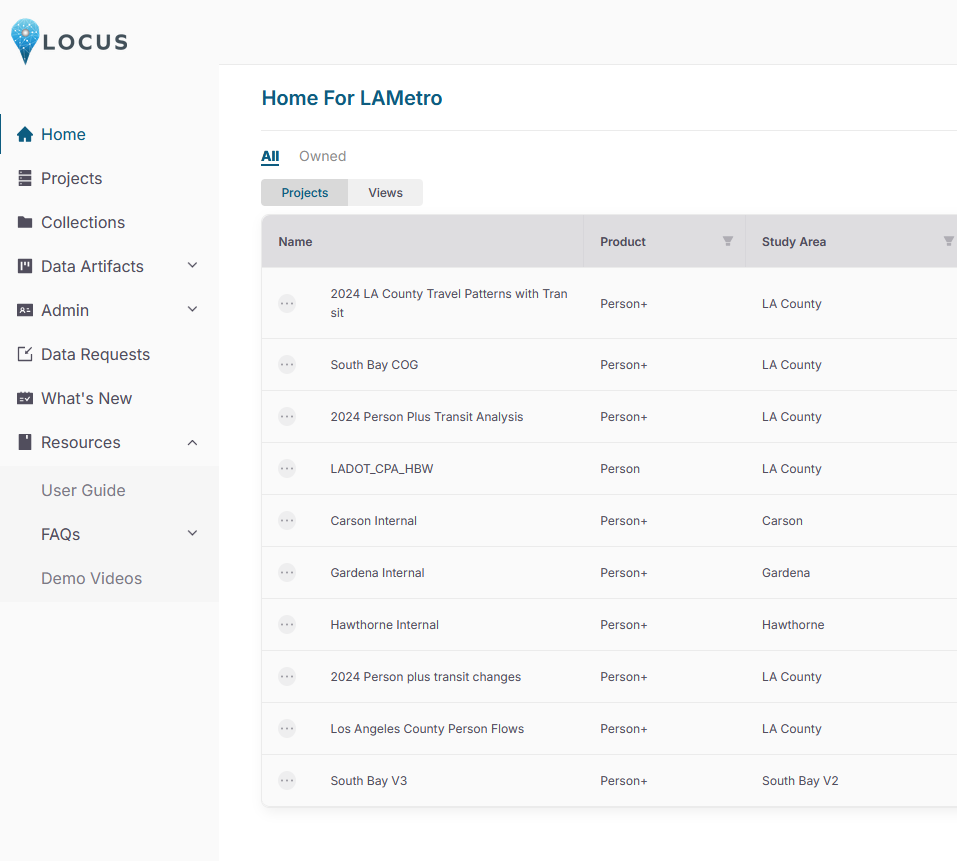 LOCUS
Home
Projects
Collections
Data Artifacts
Admin
Data Requests
What's New
Resources
User Guide
FAQs
Demo Videos
Home For LAMetro
All Owned
Projects Views
Name Product Study Area
2024 LA County Travel Patterns with Tran
sit Person+ LA County
South Bay COG Person+ LA County
2024 Person Plus Transit Analysis Person+ LA County
LADOT_CPA_HBW Person LA County
Carson Internal Person+ Carson
Gardena Internal Person+ Gardena
Hawthorne Internal Person+ Hawthorne
2024 Person plus transit changes Person+ LA County
Los Angeles County Person Flows Person+ LA County
South Bay V3 Person+ South Bay V2